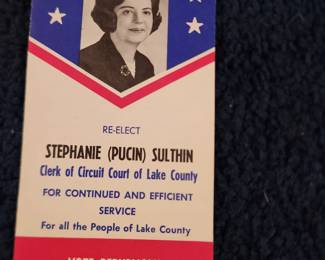 RE-ELECT
STEPHANIE (PUCIN) SULTHIN
Clerk of Circuit Court of Lake County
FOR CONTINUED AND EFFICIENT
SERVICE
For all the People of Lake County